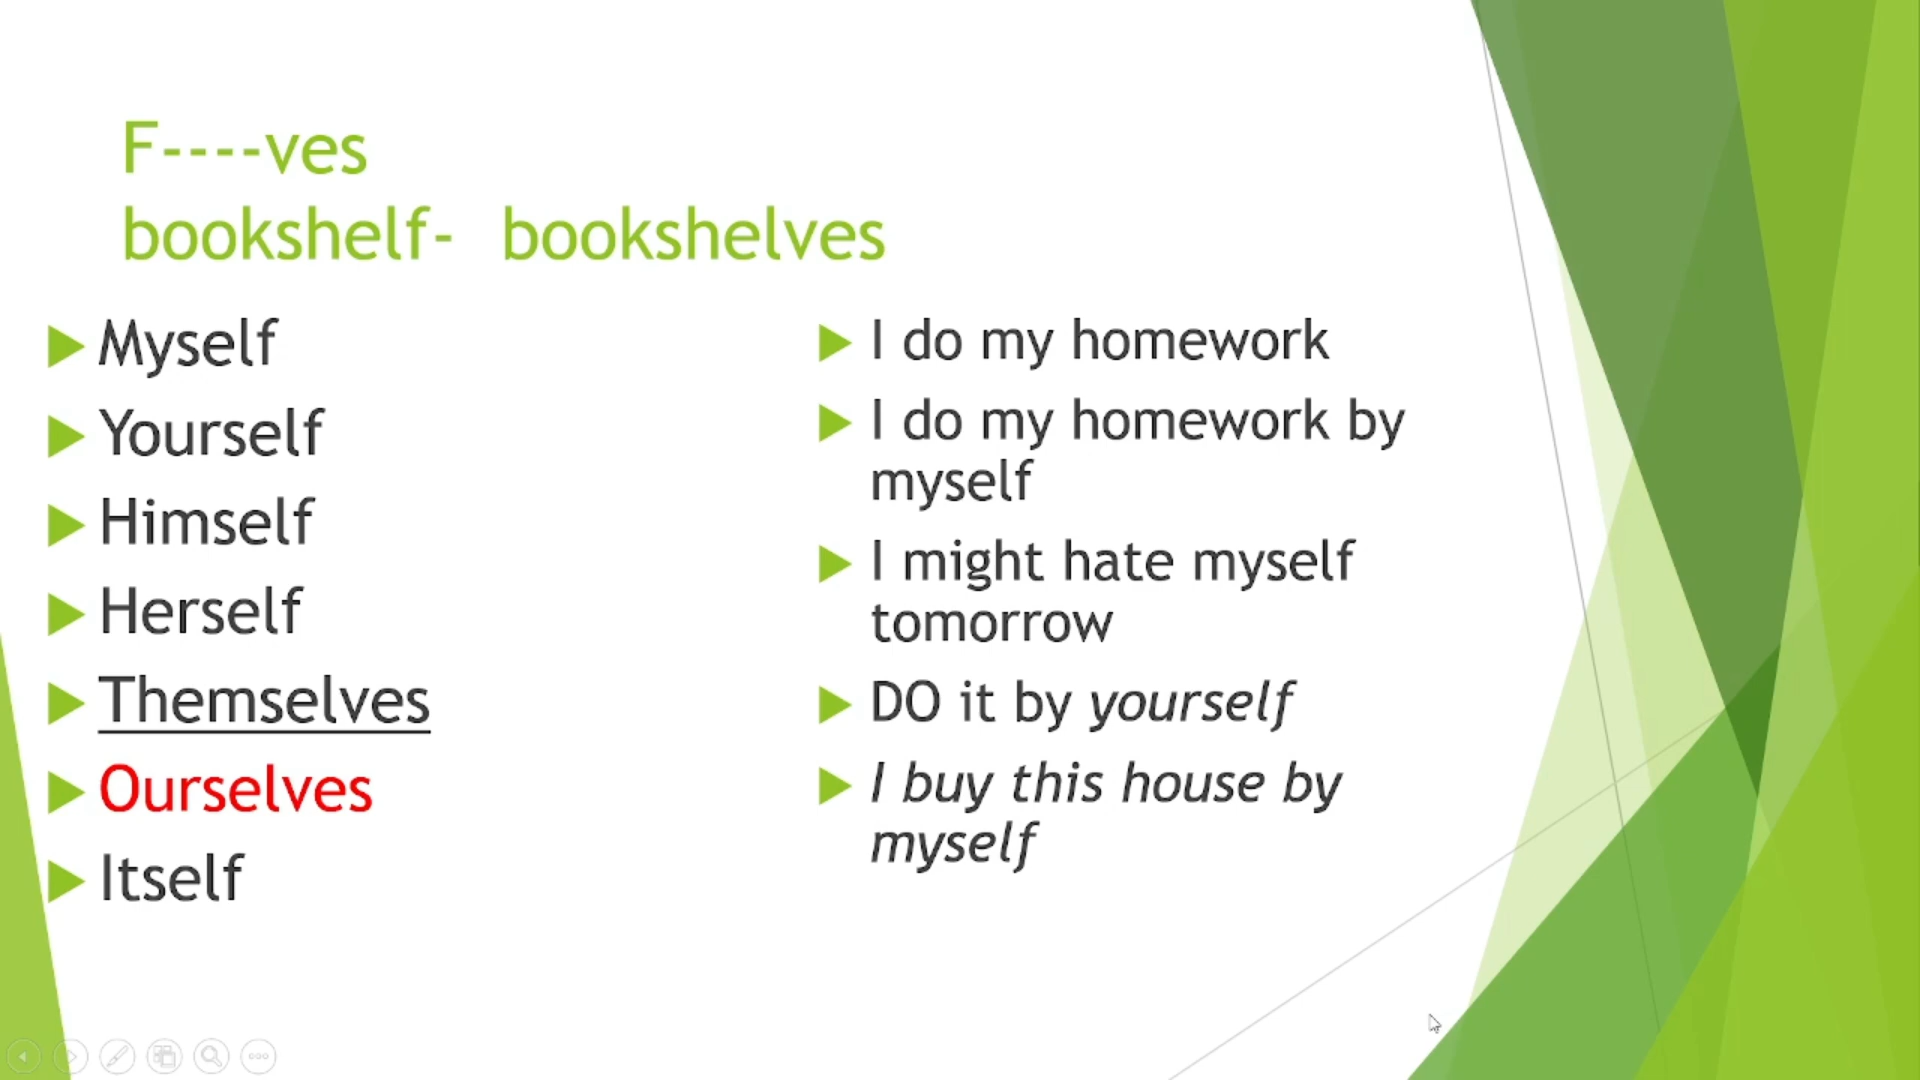 F----ves
bookshelf- bookshelves
Myself
Yourself
Himself
Herself
Themselves
Ourselves
Itself
I do my homework
I do my homework by
myself
I might hate myself
tomorrow
DO it by yourself
I buy this house by
myself